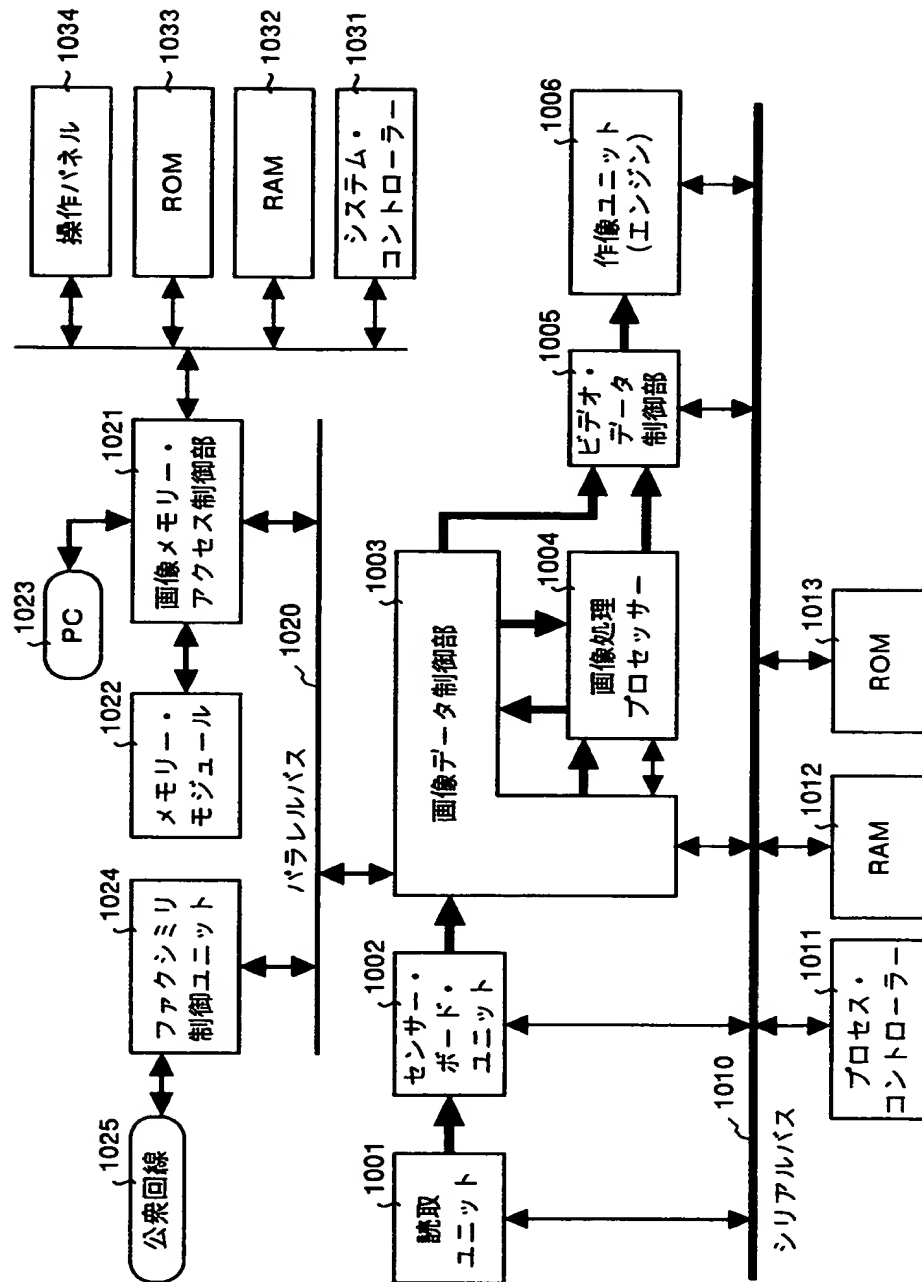 1025
公衆回線
1024
ファクシミリ
制御ユニット
1022
メモリー・
モジュール
1023
PC
1021
画像メモリー・
アクセス制御部
1034
操作パネル
1033
ROM
1032
RAM
1031
システム・
コントローラー
パラレルバス
1020
1001
読取
ユニット
1002
センサー・
ボード・
ユニット
1003
画像データ制御部
1004
画像処理
プロセッサー
1005
ビデオ・
データ
制御部
1006
作像ユニット
(エンジン)
シリアルバス
1010
1011
プロセス・
コントローラー
1012
RAM
1013
ROM